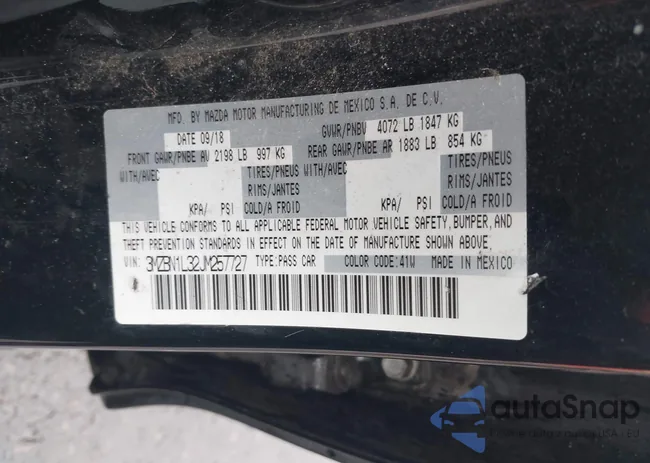 MFD. BY MAZDA MOTOR MANUFACTURING DE MEXICO S.A. DE C.V.
DATE 09/18 GVWR/PNBV 4072 LB 1847 KG
FRONT GAWR/PNBE AV 2198 LB 997 KG REAR GAWR/PNBE AR 1883 LB 854 KG
WITH/AVEC TIRES/PNEUS WITH/AVEC TIRES/PNEUS
RIMS/JANTES RIMS/JANTES
KPA/ PSI COLD/A FROID KPA/ PSI COLD/A FROID
THIS VEHICLE CONFORMS TO ALL APPLICABLE FEDERAL MOTOR VEHICLE SAFETY, BUMPER, AND
THEFT PREVENTION STANDARDS IN EFFECT ON THE DATE OF MANUFACTURE SHOWN ABOVE.
VIN: 3MZBN1L32JM257727 TYPE: PASS CAR COLOR CODE: 41W MADE IN MEXICO
autoSnap